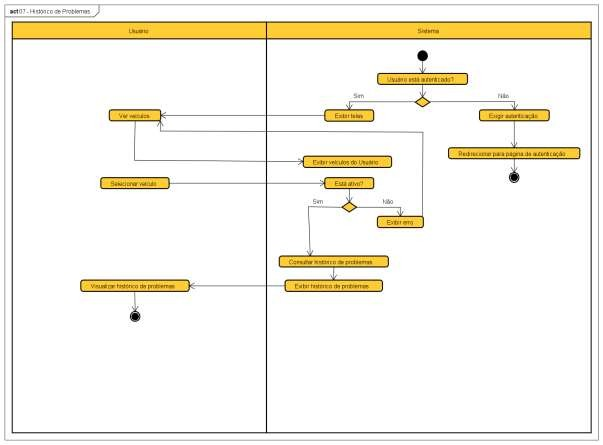 act 07 - Histórico de Problemas
Usuário
Sistema
Usuário está autenticado?
Sim
Não
Ver veículos
Exibir telas
Exigir autenticação
Redirecionar para página de autenticação
Exibir veículos do Usuário
Selecionar veículo
Está ativo?
Sim
Não
Exibir erro
Consultar histórico de problemas
Visualizar histórico de problemas
Exibir histórico de problemas